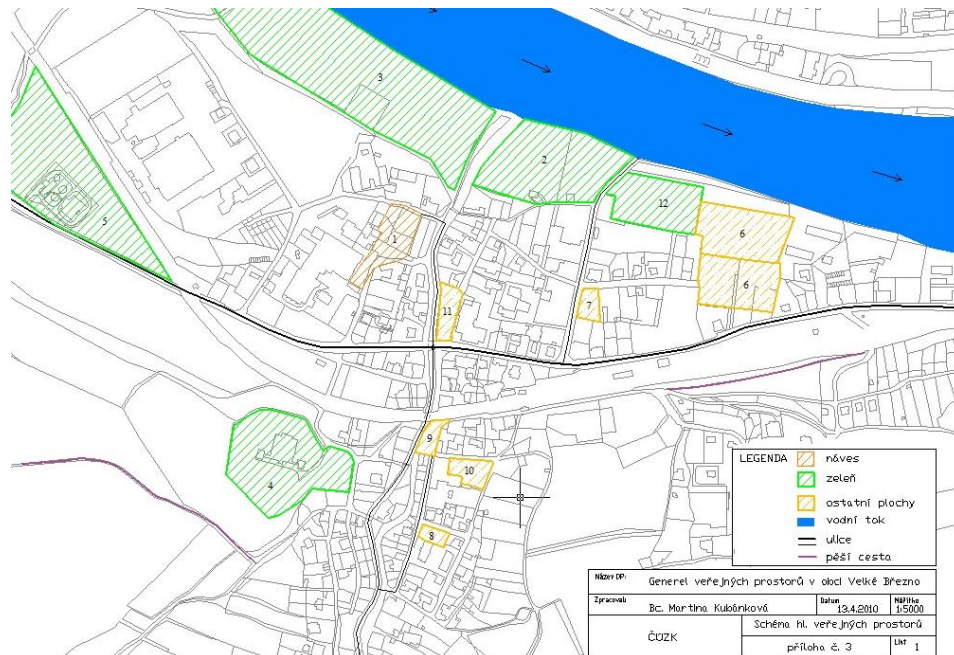 3
2
12
5
1
6
6
11
7
9
10
4
8
LEGENDA
náves
zeleň
ostatní plochy
vodní tok
ulice
pěší cesta
Název DP: Generel veřejných prostorů v obci Velké Březno
Zpracoval: Bc. Martina Kubánková Datum 13.4.2010 Měřítko 1:5000
ČÚZK Schéma hl. veřejných prostorů
příloha č. 3 List 1